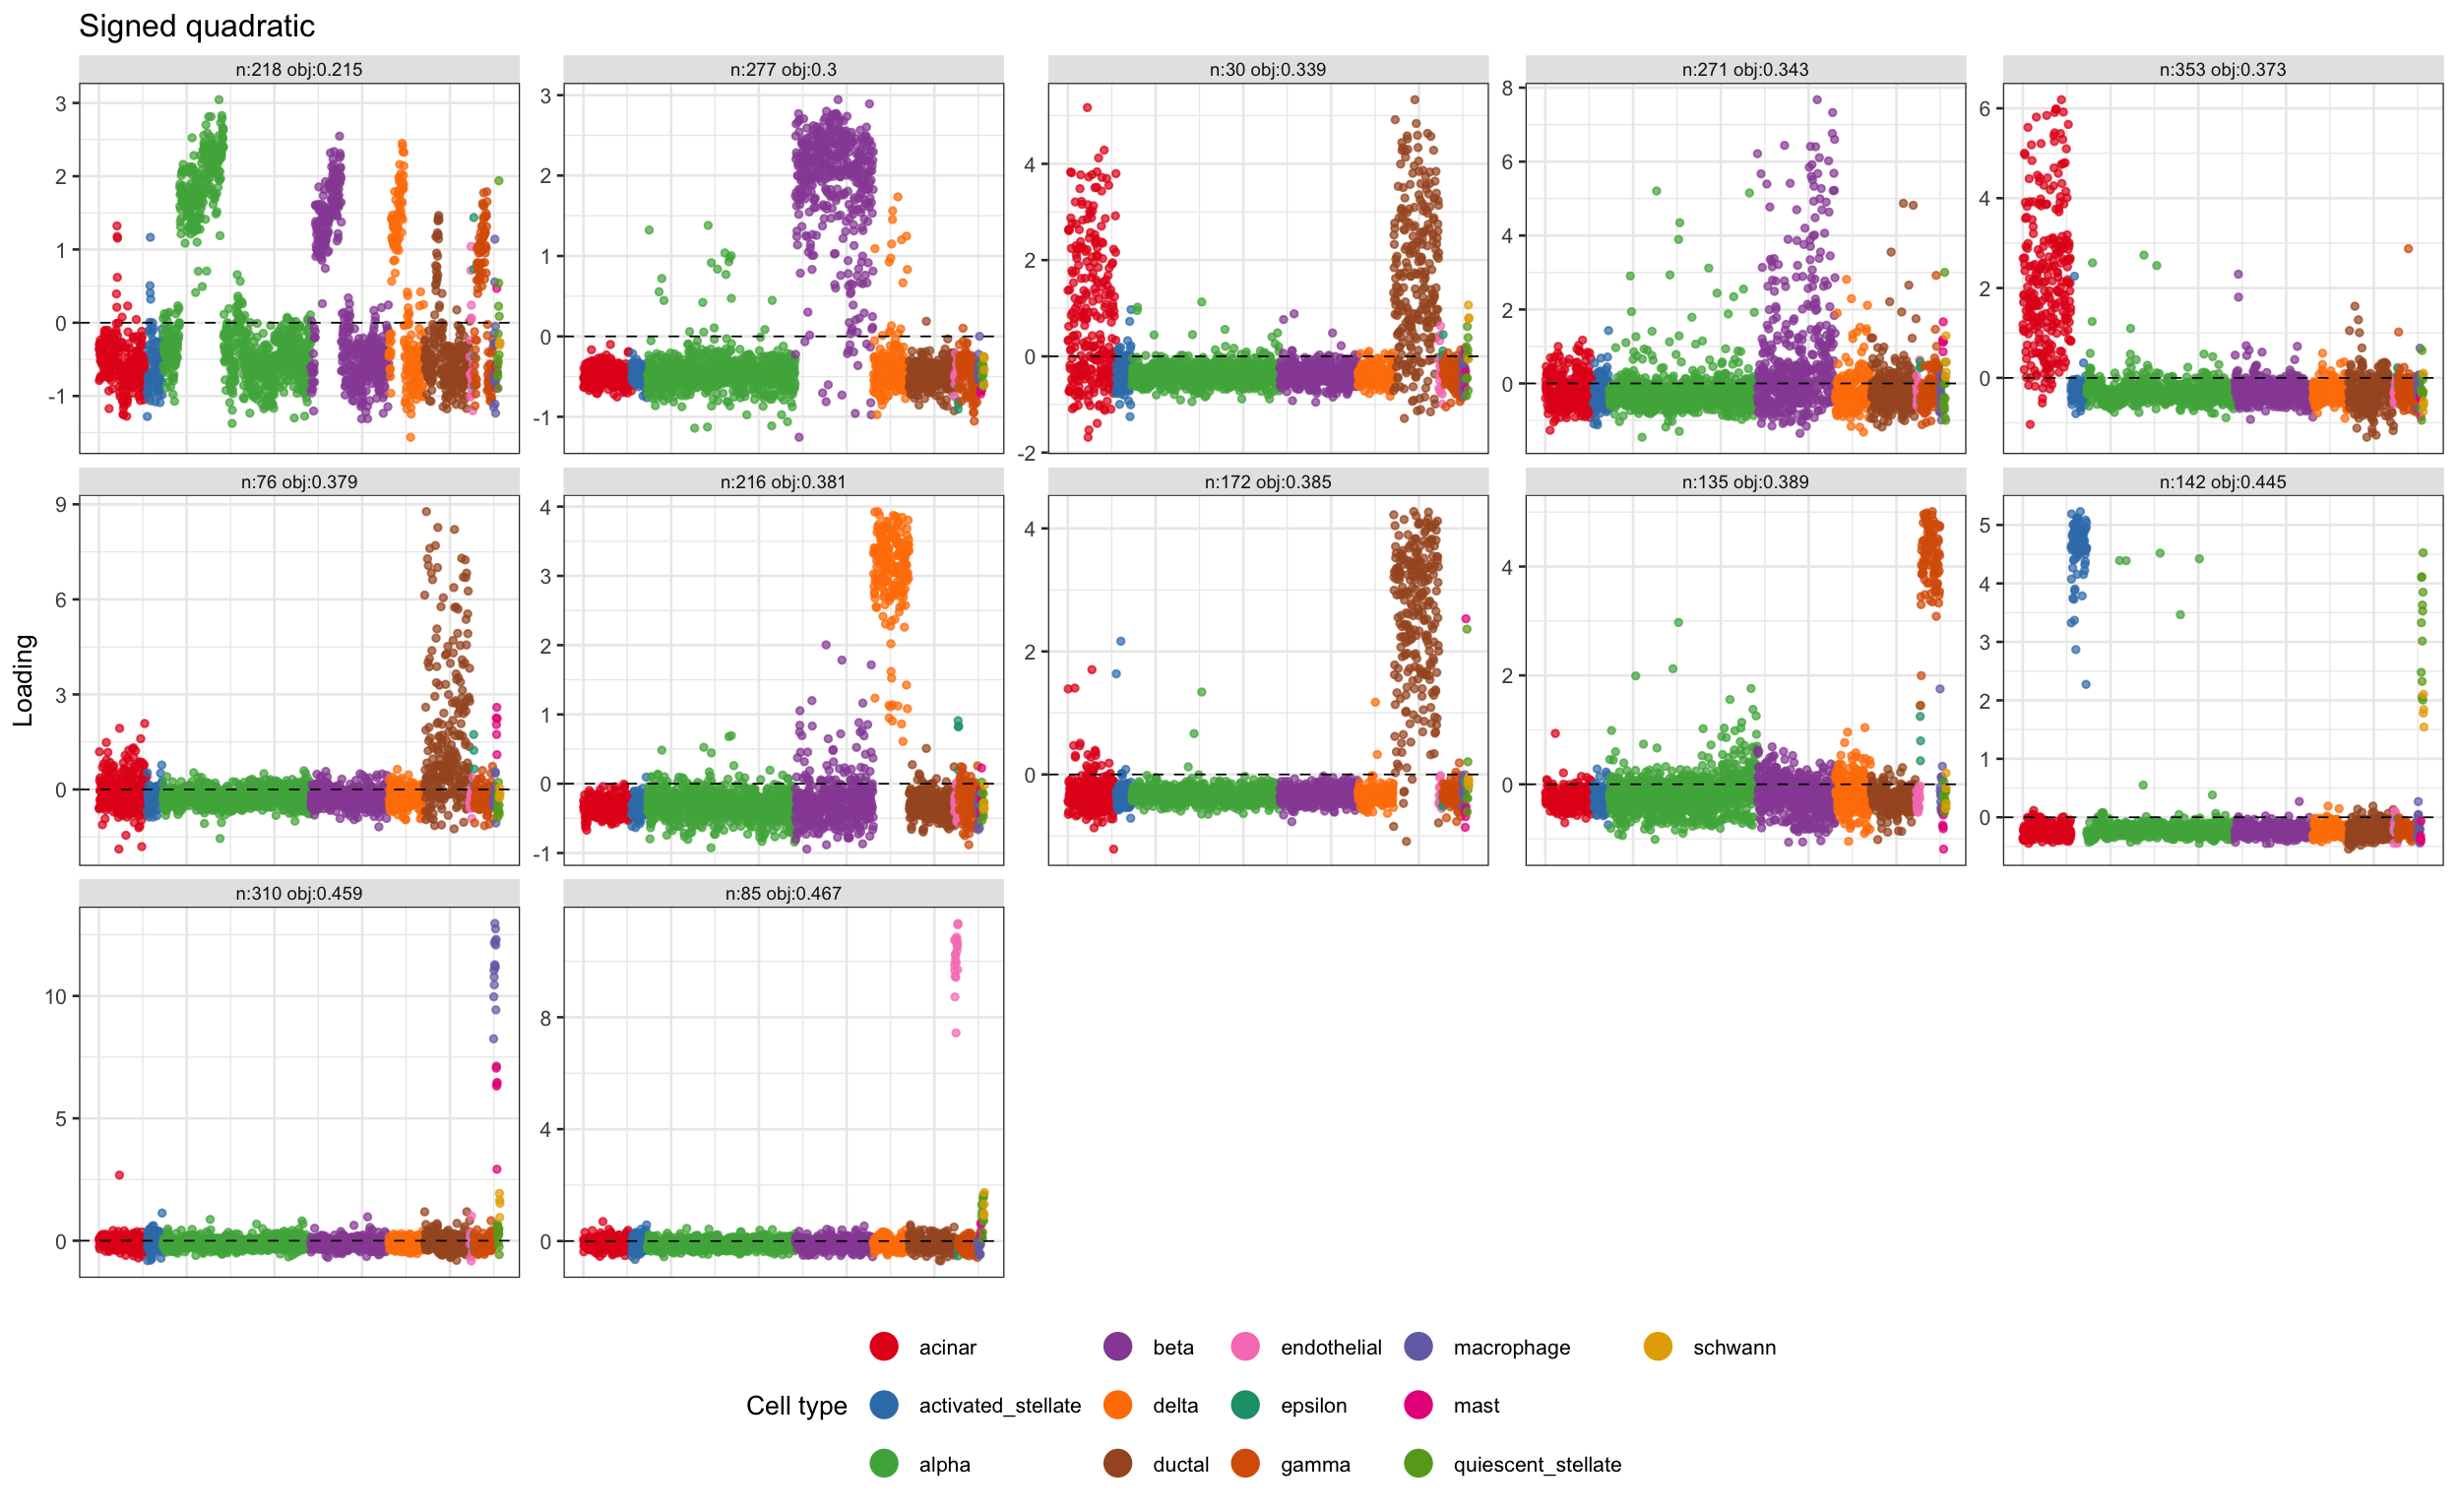 Signed quadratic
n:218 obj:0.215
n:277 obj:0.3
n:30 obj:0.339
n:271 obj:0.343
n:353 obj:0.373
3
2
1
0
-1
3
2
1
0
-1
4
2
0
-2
8
6
4
2
0
6
4
2
0
n:76 obj:0.379
n:216 obj:0.381
n:172 obj:0.385
n:135 obj:0.389
n:142 obj:0.445
9
6
3
0
4
3
2
1
0
-1
4
2
0
4
2
0
5
4
3
2
1
0
Loading
n:310 obj:0.459
n:85 obj:0.467
10
5
0
8
4
0
Cell type
acinar
activated_stellate
alpha
beta
delta
ductal
endothelial
epsilon
gamma
macrophage
mast
quiescent_stellate
schwann